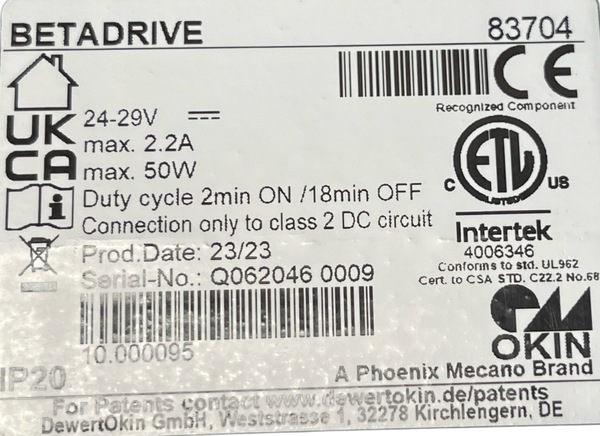 BETADRIVE 83704
CE
Recognized Component
UK
CA
24-29V
max. 2.2A
max. 50W
Duty cycle 2min ON /18min OFF
Connection only to class 2 DC circuit
C ETL US
LISTED
Intertek
4006346
Conforms to std. UL962
Cert. to CSA STD. C22.2 No.68
Prod.Date: 23/23
Serial-No.: Q062046 0009
10.000095
OKIN
IP20
A Phoenix Mecano Brand
For Patents contact www.dewertokin.de/patents
DewertOkin GmbH, Weststrasse 1, 32278 Kirchlengern, DE